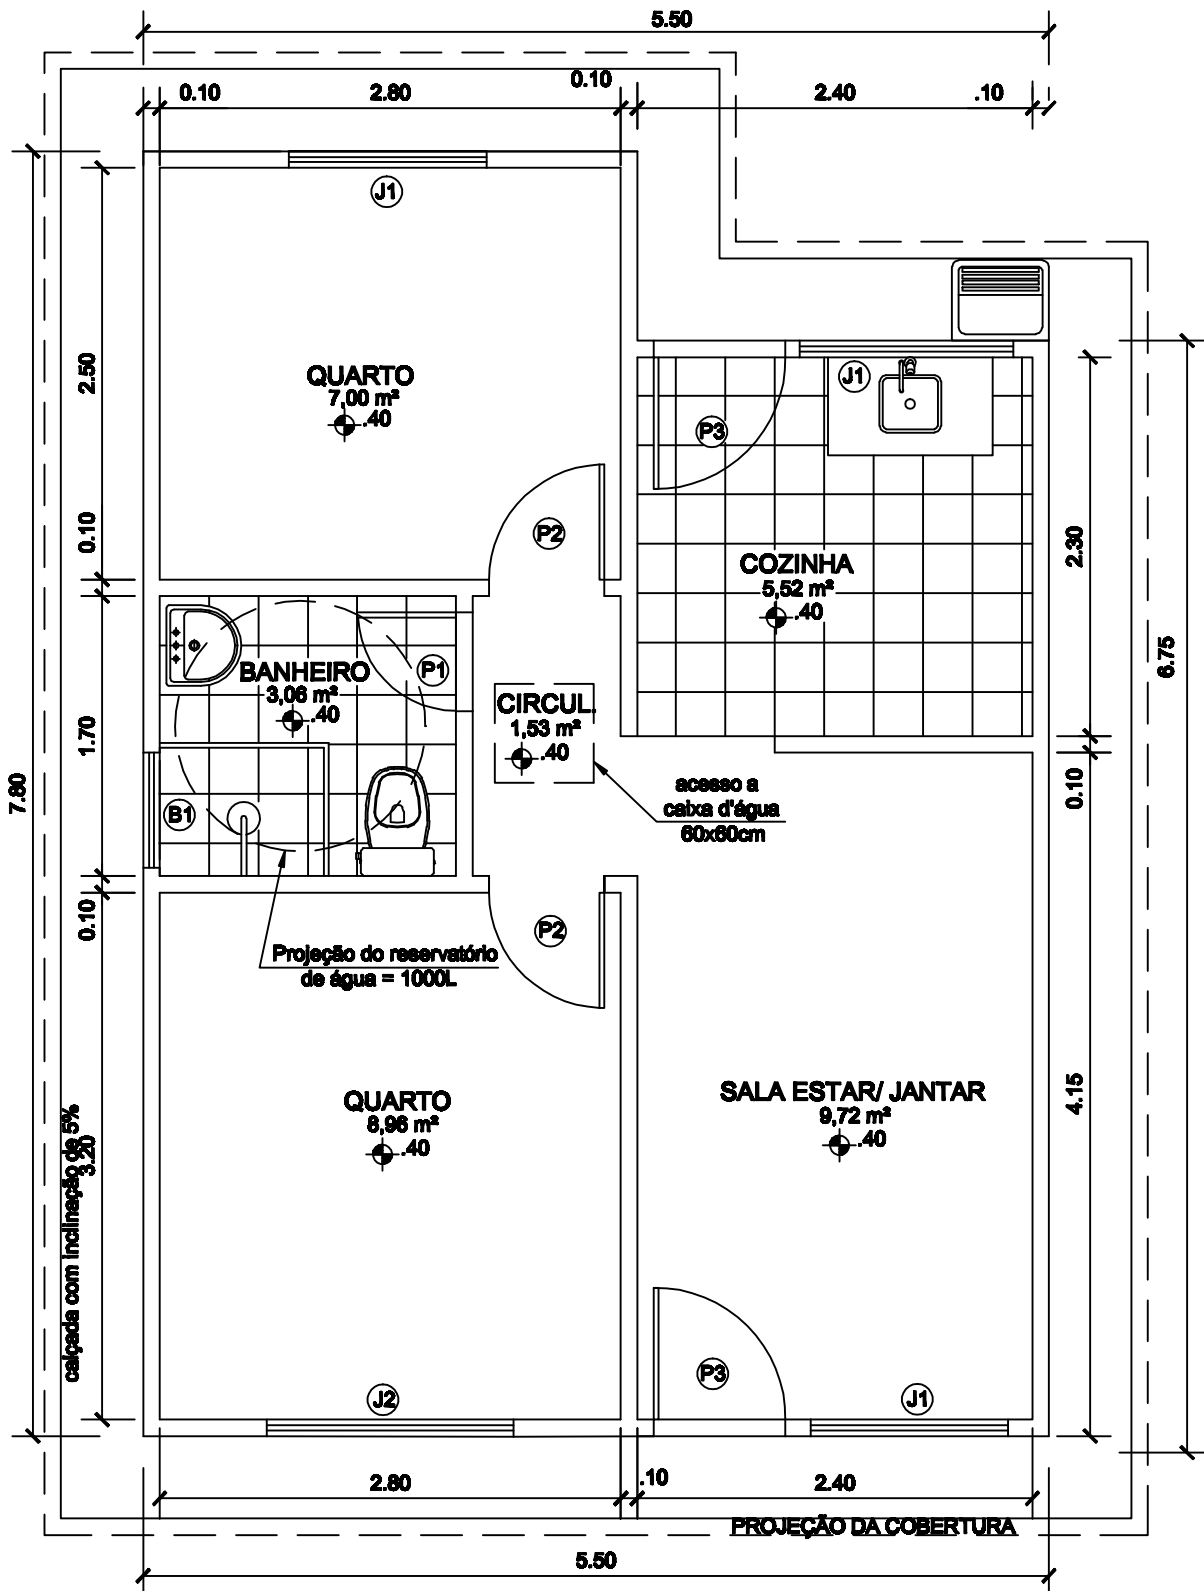 5.50
0.10
2.80
0.10
2.40
.10
J1
2.50
QUARTO
7,00 m²
.40
J1
P3
0.10
P2
COZINHA
5,52 m²
.40
2.30
6.75
BANHEIRO
3,06 m²
.40
P1
CIRCUL.
1,53 m²
.40
1.70
7.80
B1
acesso a
caixa d'água
60x60cm
0.10
0.10
P2
Projeção do reservatório
de água = 1000L
QUARTO
8,96 m²
.40
SALA ESTAR/ JANTAR
9,72 m²
.40
4.15
3.20
calçada com inclinação de 5%
J2
P3
J1
2.80
.10
2.40
PROJEÇÃO DA COBERTURA
5.50